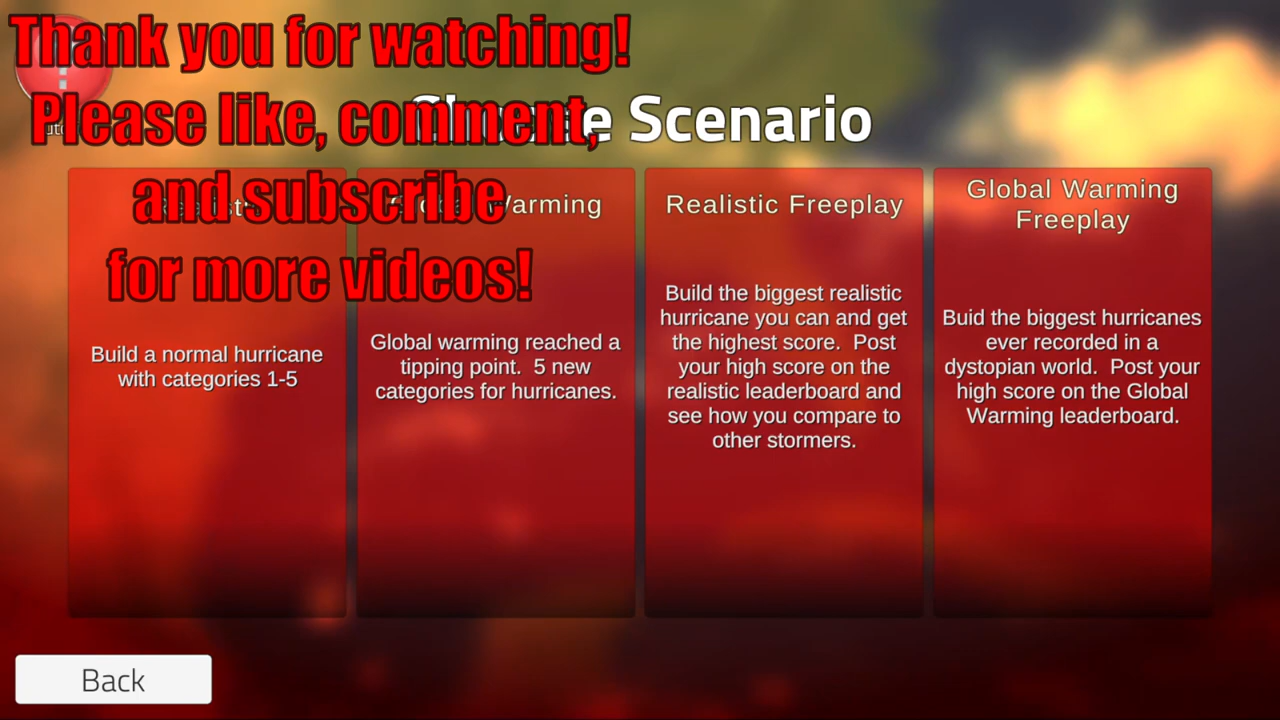 Thank you for watching!
Please like, comment,
and subscribe
for more videos!
Scenario
Warming
Realistic Freeplay
Global Warming
Freeplay
Build a normal hurricane
with categories 1-5
Global warming reached a
tipping point. 5 new
categories for hurricanes.
Build the biggest realistic
hurricane you can and get
the highest score. Post
your high score on the
realistic leaderboard and
see how you compare to
other stormers.
Buid the biggest hurricanes
ever recorded in a
dystopian world. Post your
high score on the Global
Warming leaderboard.
Back